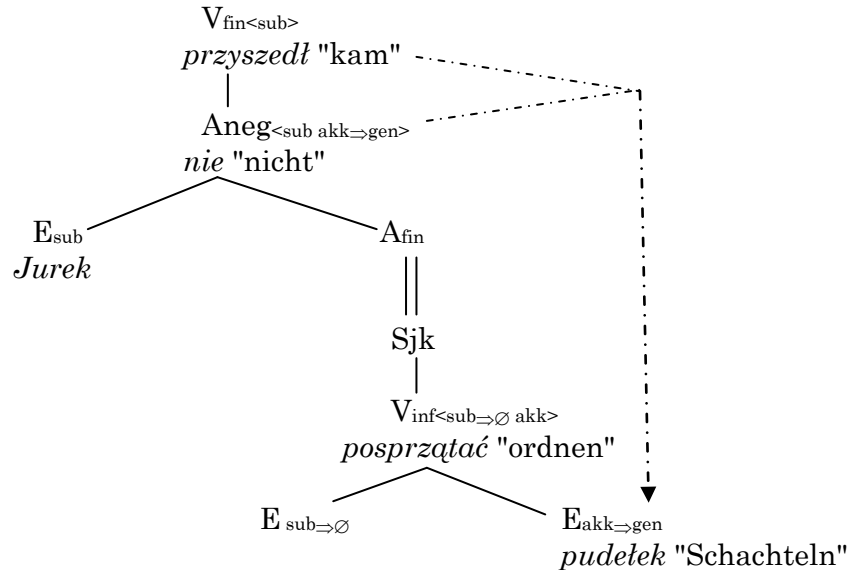 Vfin<sub>
przyszedł "kam"
Aneg<sub akk⇒gen>
nie "nicht"
Esub Afin
Jurek
Sjk
Vinf<sub⇒∅ akk>
posprzątać "ordnen"
E sub⇒∅ Eakk⇒gen
pudełek "Schachteln"